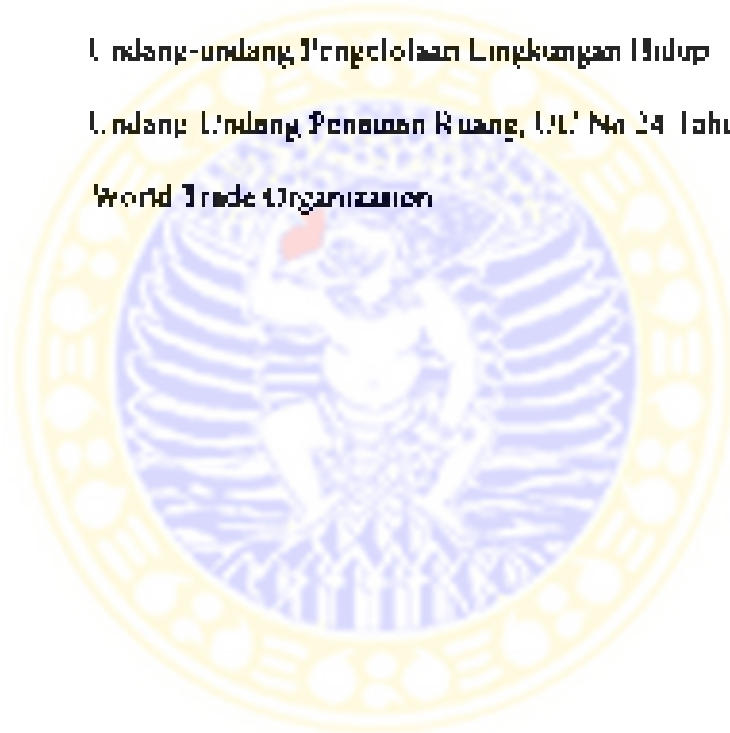 Undang-undang Pengelolaan Lingkungan Hidup
Undang-Undang Penataan Ruang, UU No 24 Tahu
World Trade Organization